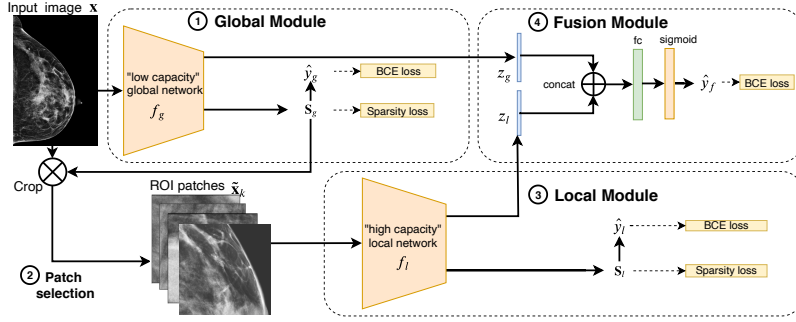 Input image x
① Global Module
"low capacity"
global network
f_g
ŷ_g
BCE loss
s_g
Sparsity loss
④ Fusion Module
z_g
concat
z_l
fc
sigmoid
ŷ_f
BCE loss
Crop
② Patch
selection
ROI patches x̃_k
③ Local Module
"high capacity"
local network
f_l
ŷ_l
BCE loss
s_l
Sparsity loss